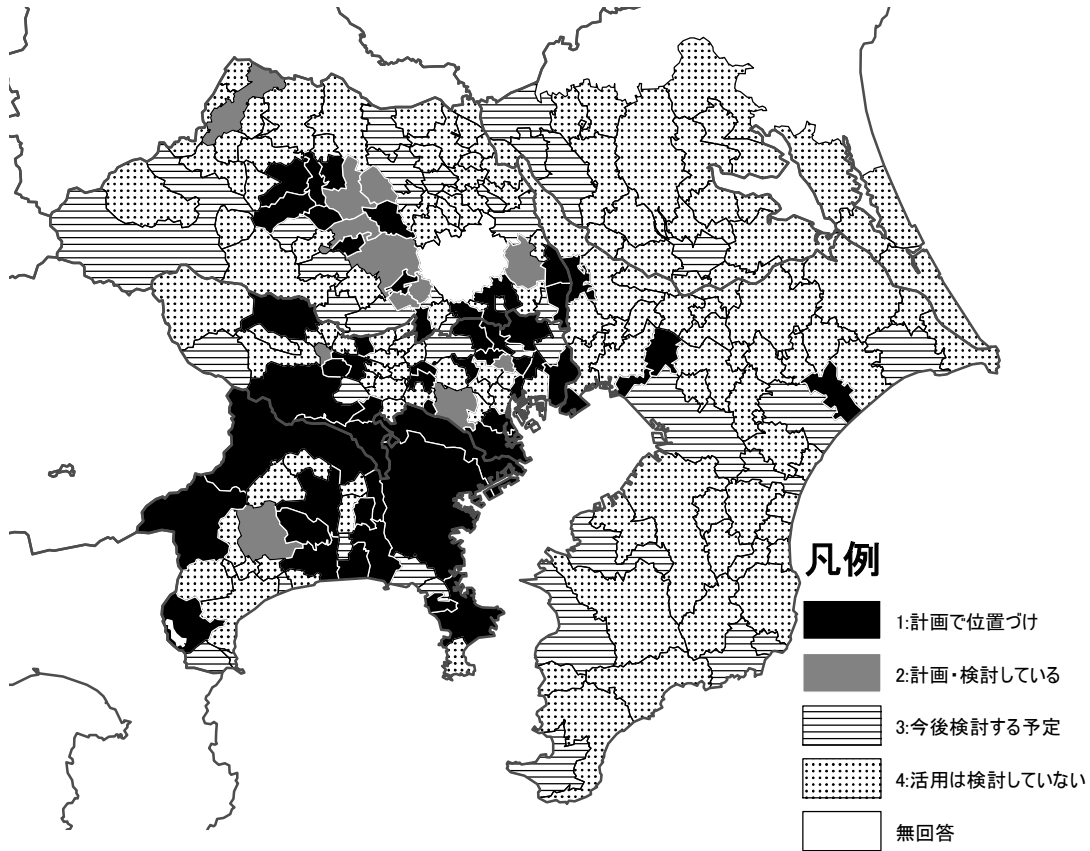 凡例
1:計画で位置づけ
2:計画・検討している
3:今後検討する予定
4:活用は検討していない
無回答